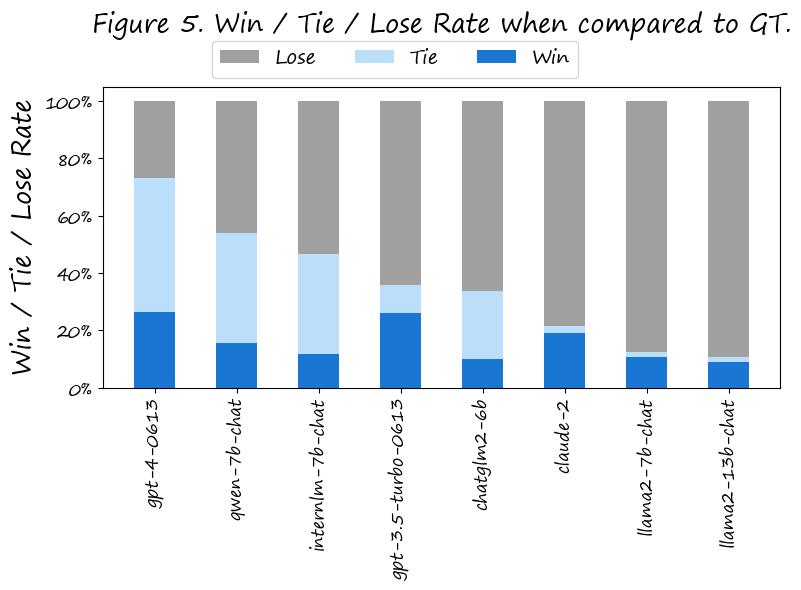 Figure 5. Win / Tie / Lose Rate when compared to GT.
Lose Tie Win
Win / Tie / Lose Rate
100%
80%
60%
40%
20%
0%
gpt-4-0613
qwen-7b-chat
internlm-7b-chat
gpt-3.5-turbo-0613
chatglm2-6b
claude-2
llama2-7b-chat
llama2-13b-chat